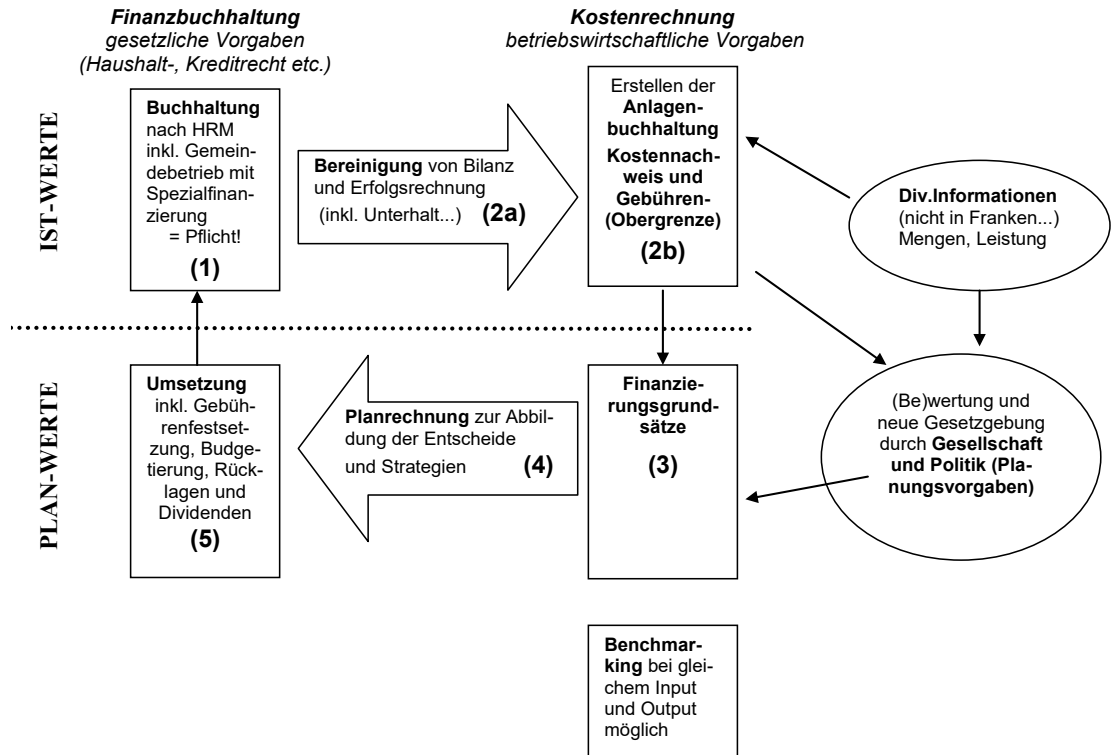 Finanzbuchhaltung
gesetzliche Vorgaben
(Haushalt-, Kreditrecht etc.)
Kostenrechnung
betriebswirtschaftliche Vorgaben
IST-WERTE
Buchhaltung
nach HRM
inkl. Gemein-
debetrieb mit
Spezialfinan-
zierung
= Pflicht!
(1)
Bereinigung von Bilanz
und Erfolgsrechnung
(inkl. Unterhalt...) (2a)
Erstellen der
Anlagen-
buchhaltung
Kostennach-
weis und
Gebühren-
(Obergrenze)
(2b)
Div.Informationen
(nicht in Franken...)
Mengen, Leistung
PLAN-WERTE
Umsetzung
inkl. Gebüh-
renfestset-
zung, Budge-
tierung, Rück-
lagen und
Dividenden
(5)
Planrechnung zur Abbil-
dung der Entscheide
und Strategien (4)
Finanzie-
rungsgrund-
sätze
(3)
(Be)wertung und
neue Gesetzgebung
durch Gesellschaft
und Politik (Pla-
nungsvorgaben)
Benchmar-
king bei glei-
chem Input
und Output
möglich